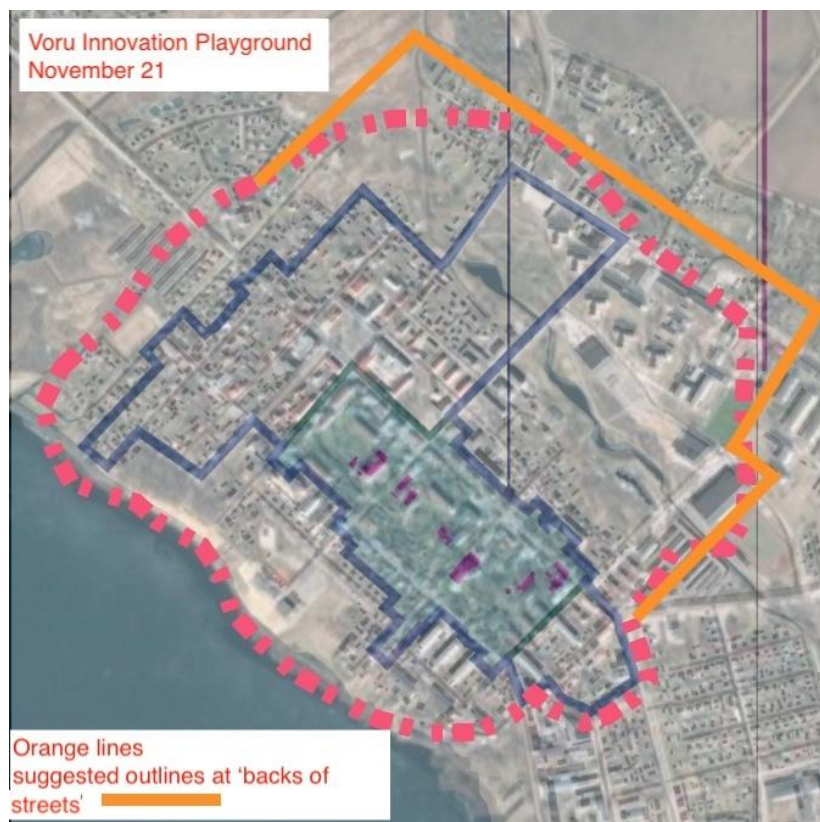 Voru Innovation Playground
November 21
Orange lines
suggested outlines at ‘backs of
streets’